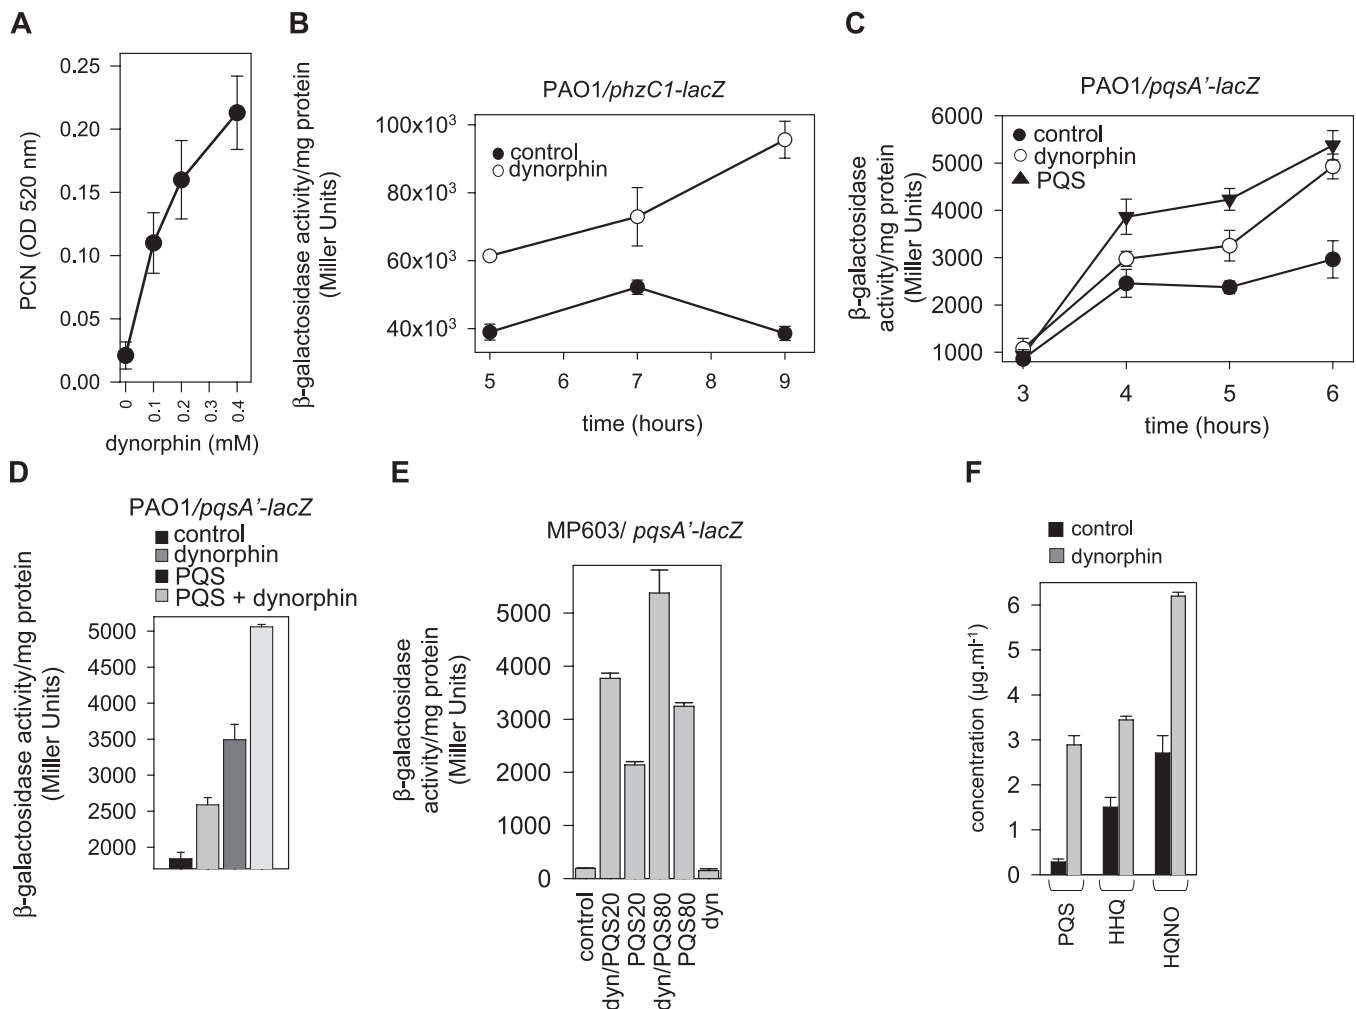 A
PCN (OD 520 nm)
0.25
0.20
0.15
0.10
0.05
0.00
0
0.1
0.2
0.3
0.4
dynorphin (mM)
B
PAO1/phzC1-lacZ
β-galactosidase activity/mg protein
(Miller Units)
100x10³
80x10³
60x10³
40x10³
control
dynorphin
5 6 7 8 9
time (hours)
C
PAO1/pqsA'-lacZ
β-galactosidase
activity/mg protein
(Miller Units)
6000
5000
4000
3000
2000
1000
control
dynorphin
PQS
3 4 5 6
time (hours)
D
PAO1/pqsA'-lacZ
control
dynorphin
PQS
PQS + dynorphin
β-galactosidase activity/mg protein
(Miller Units)
5000
4500
4000
3500
3000
2500
2000
E
MP603/ pqsA'-lacZ
β-galactosidase
activity/mg protein
(Miller Units)
5000
4000
3000
2000
1000
0
control
dyn/PQS20
PQS20
dyn/PQS80
PQS80
dyn
F
control
dynorphin
concentration (µg.ml⁻¹)
6
5
4
3
2
1
0
PQS
HHQ
HQNO